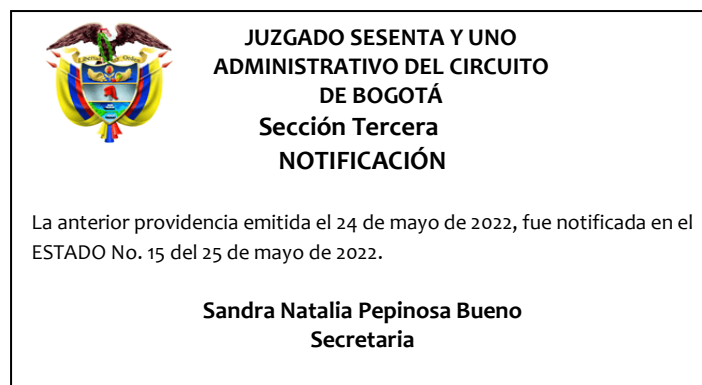 JUZGADO SESENTA Y UNO
ADMINISTRATIVO DEL CIRCUITO
DE BOGOTÁ
Sección Tercera
NOTIFICACIÓN
La anterior providencia emitida el 24 de mayo de 2022, fue notificada en el
ESTADO No. 15 del 25 de mayo de 2022.
Sandra Natalia Pepinosa Bueno
Secretaria